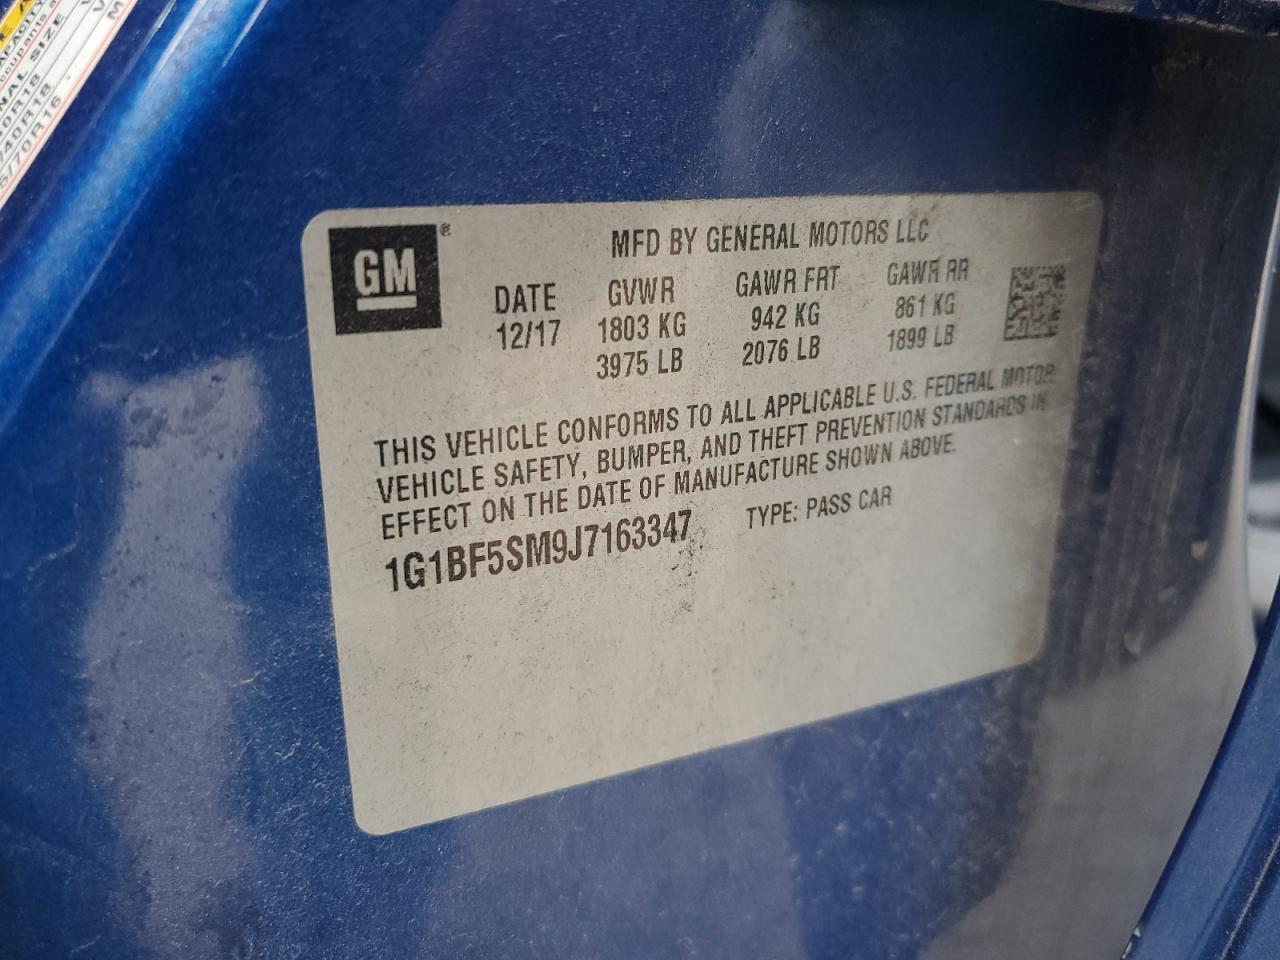 GM ®
MFD BY GENERAL MOTORS LLC
DATE GVWR GAWR FRT GAWR RR
12/17 1803 KG 942 KG 861 KG
3975 LB 2076 LB 1899 LB
THIS VEHICLE CONFORMS TO ALL APPLICABLE U.S. FEDERAL MOTOR
VEHICLE SAFETY, BUMPER, AND THEFT PREVENTION STANDARDS IN
EFFECT ON THE DATE OF MANUFACTURE SHOWN ABOVE.
1G1BF5SM9J7163347 TYPE: PASS CAR